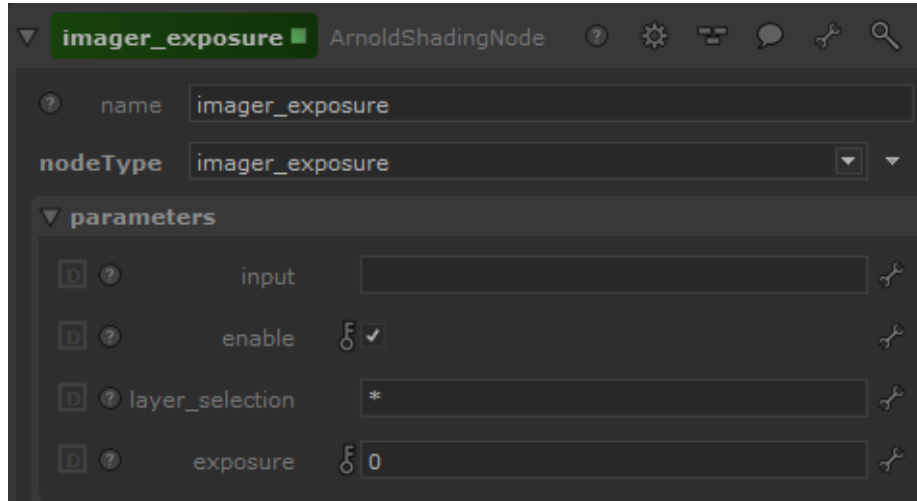 imager_exposure ArnoldShadingNode
name imager_exposure
nodeType imager_exposure
parameters
D input
D enable
D layer_selection *
D exposure 0